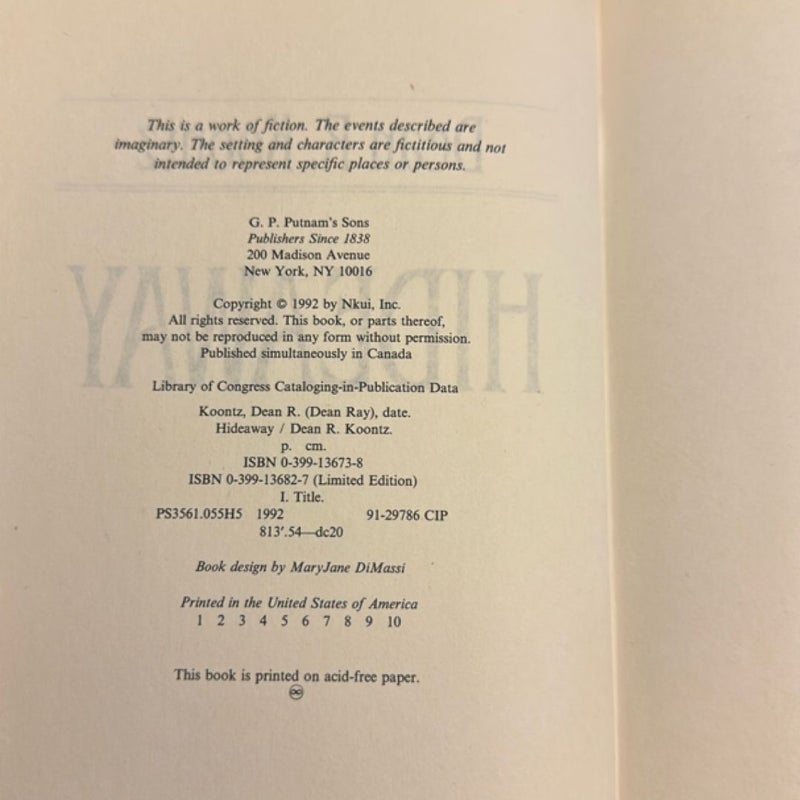 This is a work of fiction. The events described are
imaginary. The setting and characters are fictitious and not
intended to represent specific places or persons.
G. P. Putnam's Sons
Publishers Since 1838
200 Madison Avenue
New York, NY 10016
Copyright © 1992 by Nkui, Inc.
All rights reserved. This book, or parts thereof,
may not be reproduced in any form without permission.
Published simultaneously in Canada
HIDEAWAY
Library of Congress Cataloging-in-Publication Data
Koontz, Dean R. (Dean Ray), date.
Hideaway / Dean R. Koontz.
p. cm.
ISBN 0-399-13673-8
ISBN 0-399-13682-7 (Limited Edition)
I. Title.
PS3561.055H5 1992 91-29786 CIP
813'.54—dc20
Book design by MaryJane DiMassi
Printed in the United States of America
1 2 3 4 5 6 7 8 9 10
This book is printed on acid-free paper.